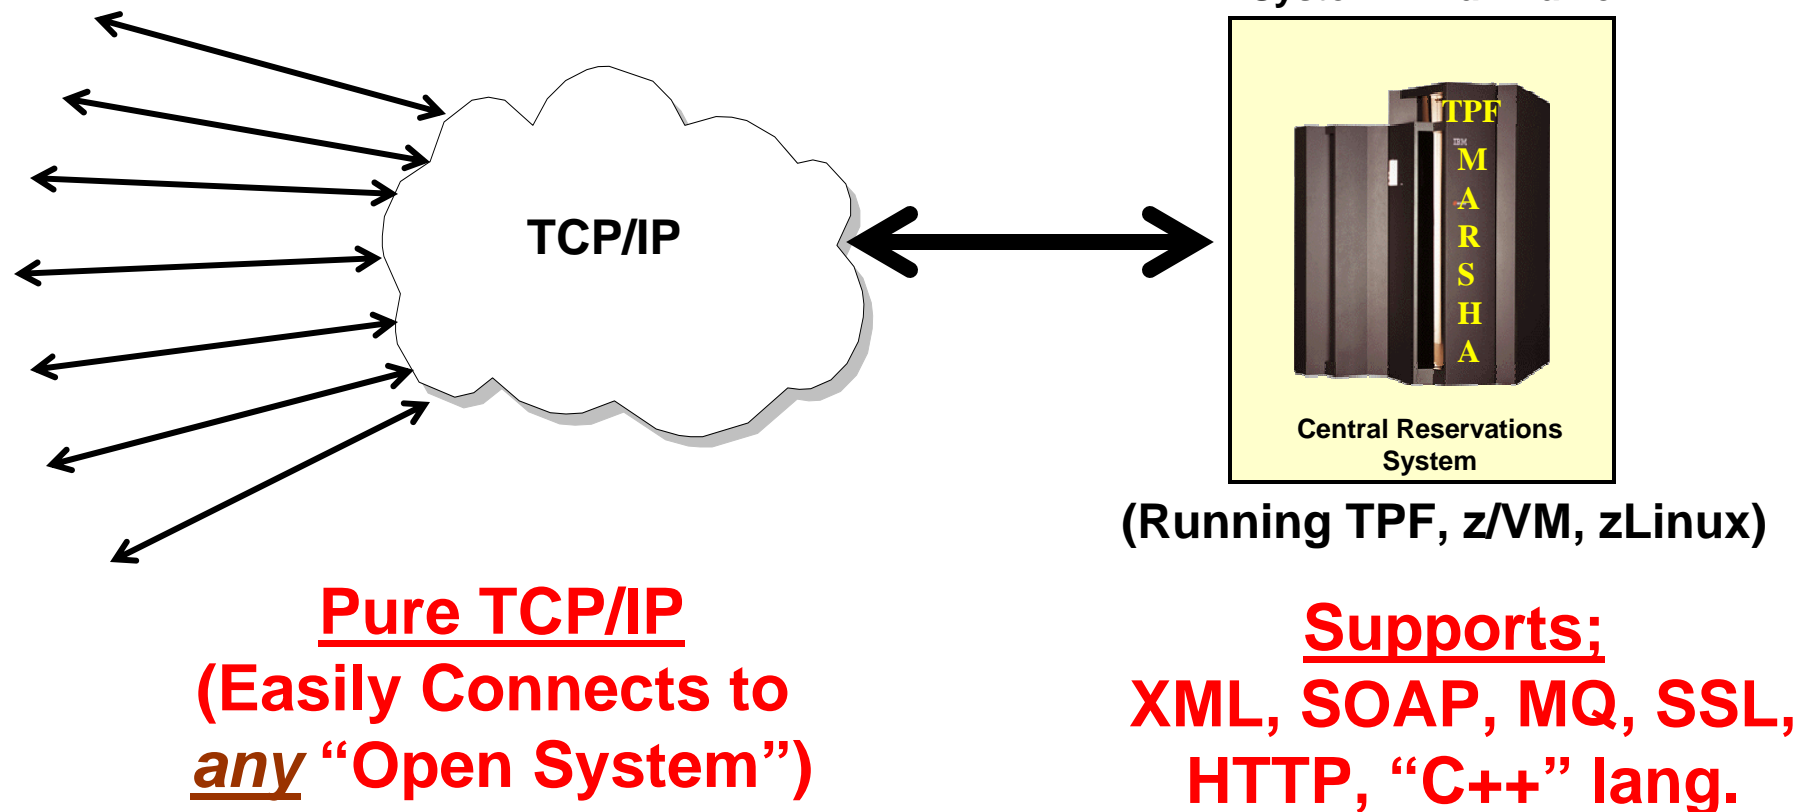 TCP/IP
TPF
IBM
M
A
R
S
H
A
Central Reservations
System
(Running TPF, z/VM, zLinux)
Pure TCP/IP
(Easily Connects to
any “Open System”)
Supports;
XML, SOAP, MQ, SSL,
HTTP, “C++” lang.